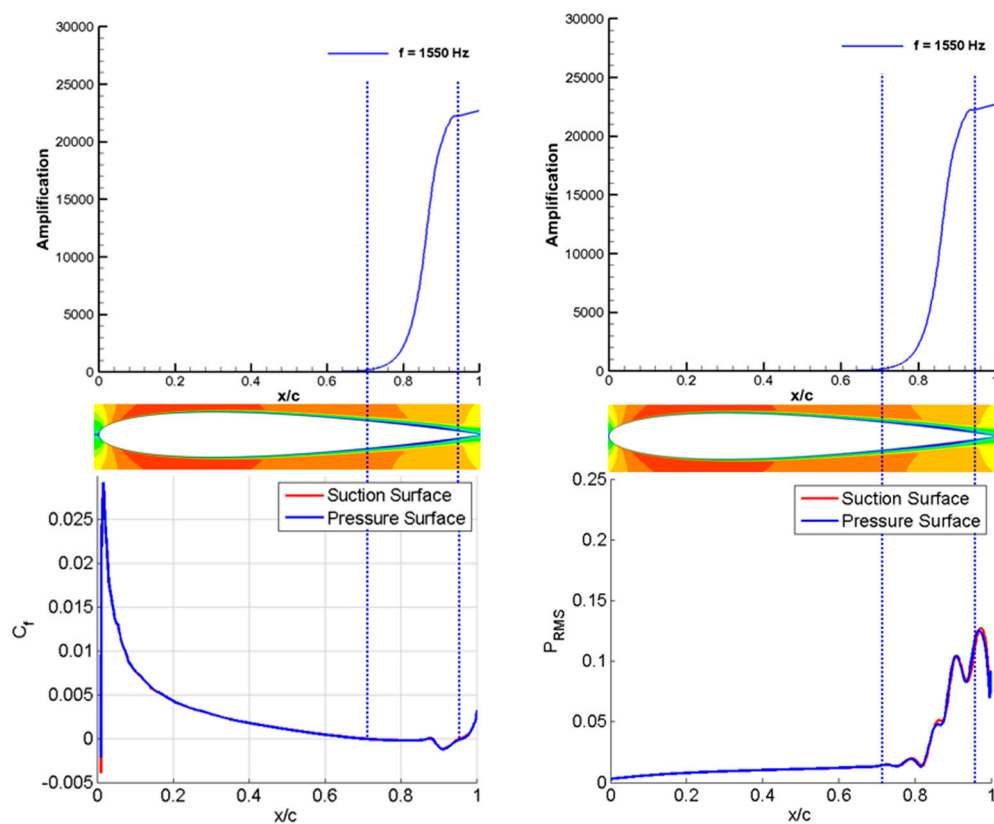 30000
25000
20000
15000
10000
5000
0
Amplification
f = 1550 Hz
0 0.2 0.4 0.6 0.8 1
x/c
30000
25000
20000
15000
10000
5000
0
Amplification
f = 1550 Hz
0 0.2 0.4 0.6 0.8 1
x/c
0.025
0.02
0.015
0.01
0.005
0
-0.005
Cf
Suction Surface
Pressure Surface
0 0.2 0.4 0.6 0.8 1
x/c
0.25
0.2
0.15
0.1
0.05
0
PRMS
Suction Surface
Pressure Surface
0 0.2 0.4 0.6 0.8 1
x/c